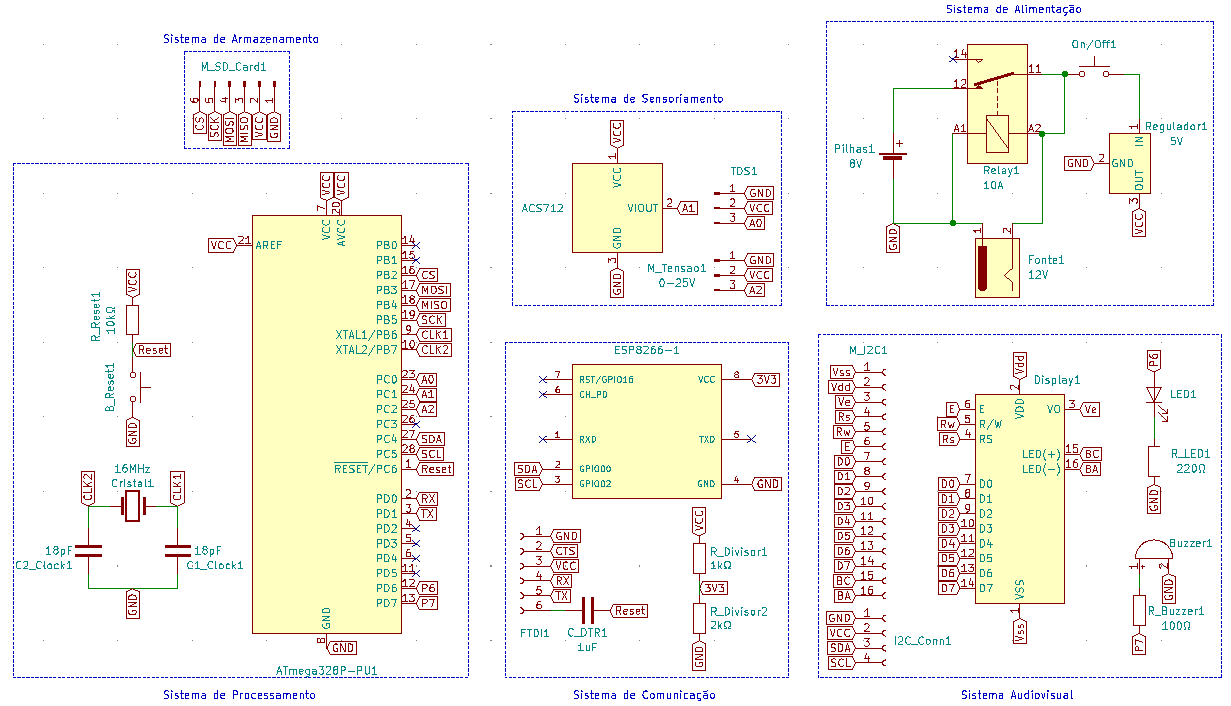 Sistema de Armazenamento
M_SD_Card1
6 5 4 3 2 1
CS SCK MOSI MISO VCC GND
Sistema de Processamento
VCC VCC
7 20
VCC AVCC
VCC 21 AREF
PB0 14
PB1 15
PB2 16 CS
PB3 17 MOSI
PB4 18 MISO
PB5 19 SCK
XTAL1/PB6 9 CLK1
XTAL2/PB7 10 CLK2
PC0 23 A0
PC1 24 A1
PC2 25 A2
PC3 26
PC4 27 SDA
PC5 28 SCL
RESET/PC6 1 Reset
PD0 2 RX
PD1 3 TX
PD2 4
PD3 5
PD4 6
PD5 11
PD6 12 P6
PD7 13 P7
GND
8 GND
ATmega328P-PU1
VCC
R_Reset1
10kΩ
Reset
B_Reset1
GND
16MHz
Cristal1
CLK2 CLK1
18pF
C2_Clock1
18pF
C1_Clock1
GND
Sistema de Sensoriamento
VCC
1
VCC
ACS712
VIOUT 2 A1
GND
3
GND
TDS1
1 GND
2 VCC
3 A0
M_Tensao1
0-25V
1 GND
2 VCC
3 A2
ESP8266-1
7 RST/GPIO16
6 CH_PD
1 RXD
SDA 2 GPIO00
SCL 3 GPIO02
VCC 8 3V3
TXD 5
GND 4 GND
1 GND
2 CTS
3 VCC
4 RX
5 TX
6
FTDI1
C_DTR1
1uF
Reset
VCC
R_Divisor1
1kΩ
3V3
R_Divisor2
2kΩ
GND
Sistema de Comunicação
Sistema de Alimentação
14
12
11
A1 A2
Relay1
10A
On/Off1
Pilhas1
8V
+
GND
1 2
Fonte1
12V
Regulador1
5V
1
IN
GND 2 GND
OUT
3
VCC
M_I2C1
Vss 1
Vdd 2
Ve 3
Rs 4
Rw 5
E 6
D0 7
D1 8
D2 9
D3 10
D4 11
D5 12
D6 13
D7 14
BC 15
BA 16
GND 1
VCC 2
SDA 3
SCL 4
I2C_Conn1
Vdd
2
Display1
VDD
E 6 E
Rw 5 R/W
Rs 4 RS
VO 3 Ve
LED(+) 15 BC
LED(-) 16 BA
D0 7 D0
D1 8 D1
D2 9 D2
D3 10 D3
D4 11 D4
D5 12 D5
D6 13 D6
D7 14 D7
VSS
1
Vss
P6
LED1
R_LED1
220Ω
GND
Buzzer1
1 + 2
GND
R_Buzzer1
100Ω
P7
Sistema Audiovisual